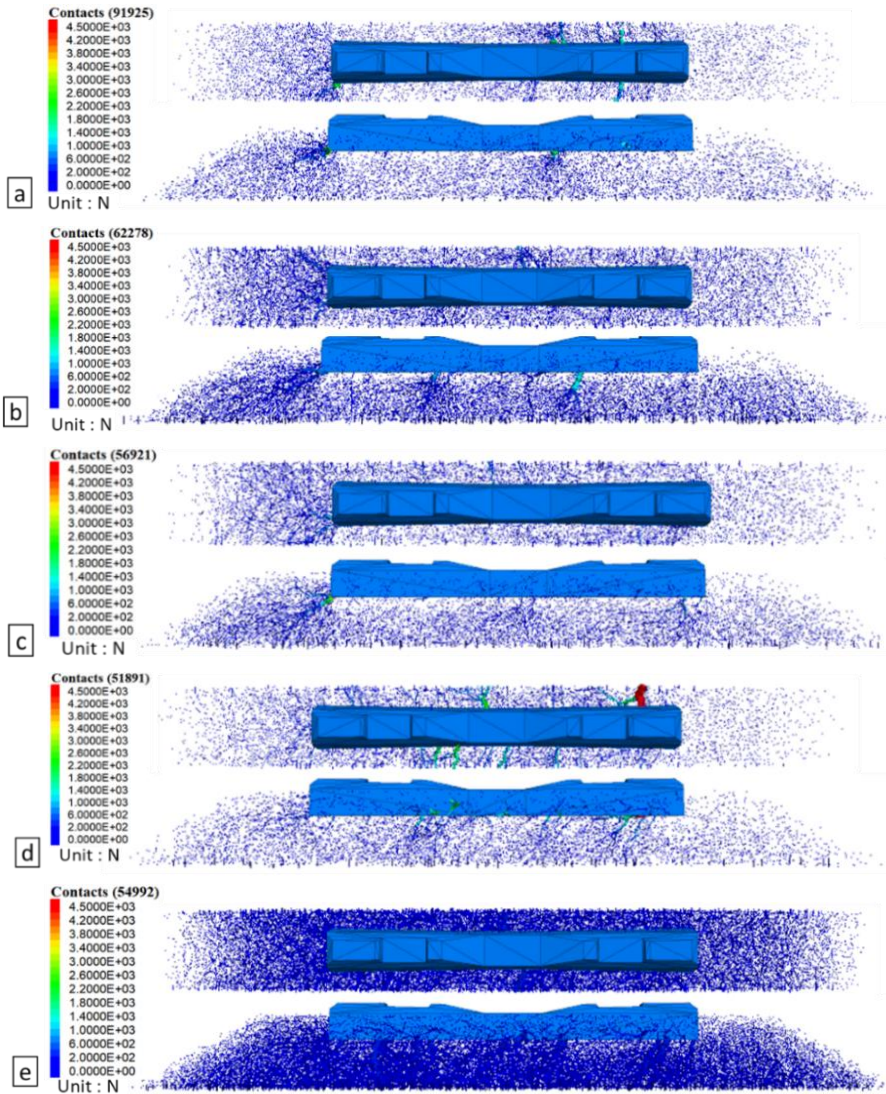 Contacts (91925)
4.5000E+03
4.2000E+03
3.8000E+03
3.4000E+03
3.0000E+03
2.6000E+03
2.2000E+03
1.8000E+03
1.4000E+03
1.0000E+03
6.0000E+02
2.0000E+02
0.0000E+00
a
Unit : N
Contacts (62278)
4.5000E+03
4.2000E+03
3.8000E+03
3.4000E+03
3.0000E+03
2.6000E+03
2.2000E+03
1.8000E+03
1.4000E+03
1.0000E+03
6.0000E+02
2.0000E+02
0.0000E+00
b
Unit : N
Contacts (56921)
4.5000E+03
4.2000E+03
3.8000E+03
3.4000E+03
3.0000E+03
2.6000E+03
2.2000E+03
1.8000E+03
1.4000E+03
1.0000E+03
6.0000E+02
2.0000E+02
0.0000E+00
c
Unit : N
Contacts (51891)
4.5000E+03
4.2000E+03
3.8000E+03
3.4000E+03
3.0000E+03
2.6000E+03
2.2000E+03
1.8000E+03
1.4000E+03
1.0000E+03
6.0000E+02
2.0000E+02
0.0000E+00
d
Unit : N
Contacts (54992)
4.5000E+03
4.2000E+03
3.8000E+03
3.4000E+03
3.0000E+03
2.6000E+03
2.2000E+03
1.8000E+03
1.4000E+03
1.0000E+03
6.0000E+02
2.0000E+02
0.0000E+00
e
Unit : N